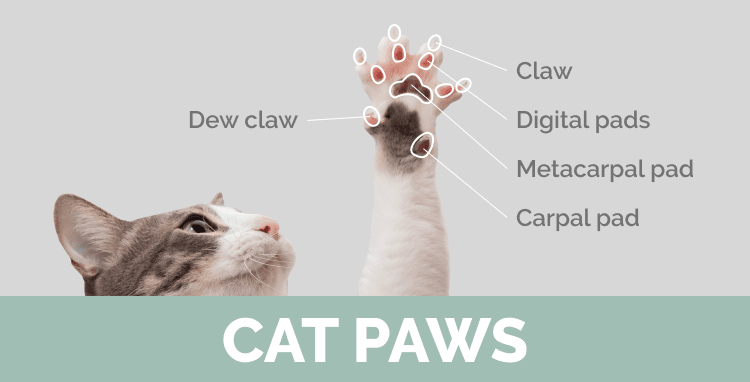 Claw
Dew claw
Digital pads
Metacarpal pad
Carpal pad
CAT PAWS